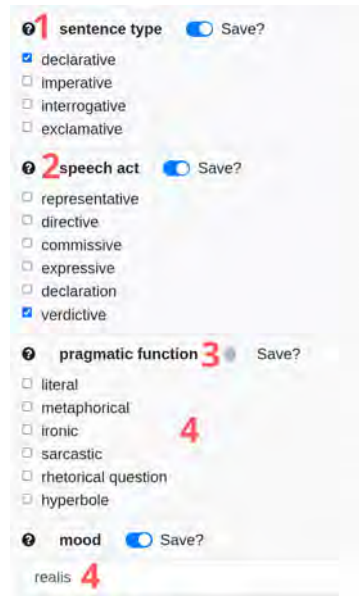 ? 1 sentence type Save?
declarative
imperative
interrogative
exclamative
? 2 speech act Save?
representative
directive
commissive
expressive
declaration
verdictive
? pragmatic function 3 Save?
literal
metaphorical
ironic 4
sarcastic
rhetorical question
hyperbole
? mood Save?
realis 4